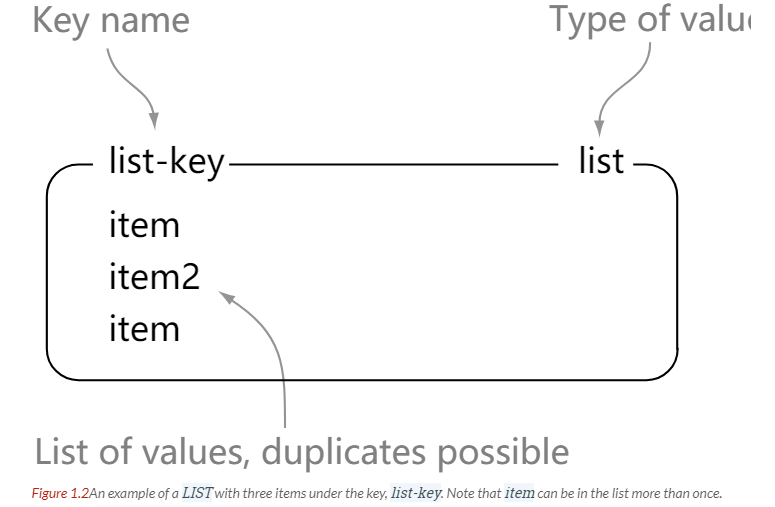 Key name
Type of valu
list-key
list
item
item2
item
List of values, duplicates possible
Figure 1.2An example of a LIST with three items under the key, list-key. Note that item can be in the list more than once.